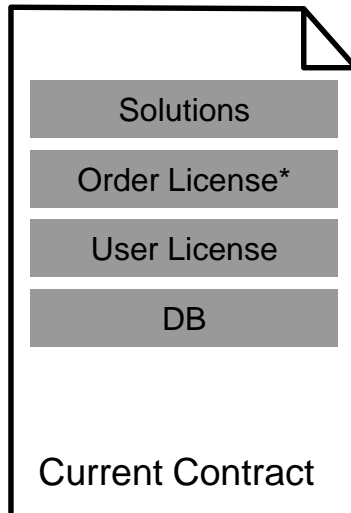 Solutions
Order License*
User License
DB
Current Contract